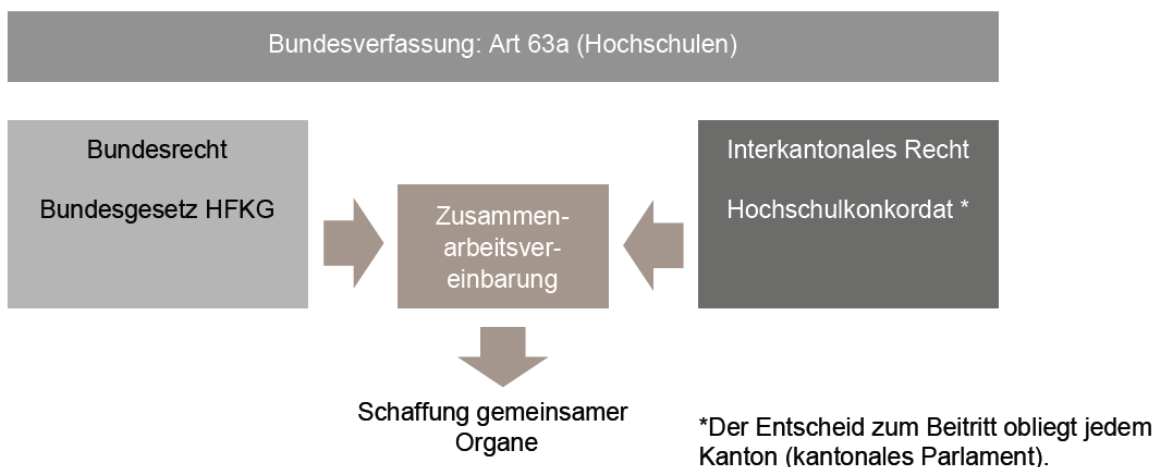 Bundesverfassung: Art 63a (Hochschulen)
Bundesrecht
Bundesgesetz HFKG
Zusammen-
arbeitsver-
einbarung
Interkantonales Recht
Hochschulkonkordat *
Schaffung gemeinsamer
Organe
*Der Entscheid zum Beitritt obliegt jedem
Kanton (kantonales Parlament).